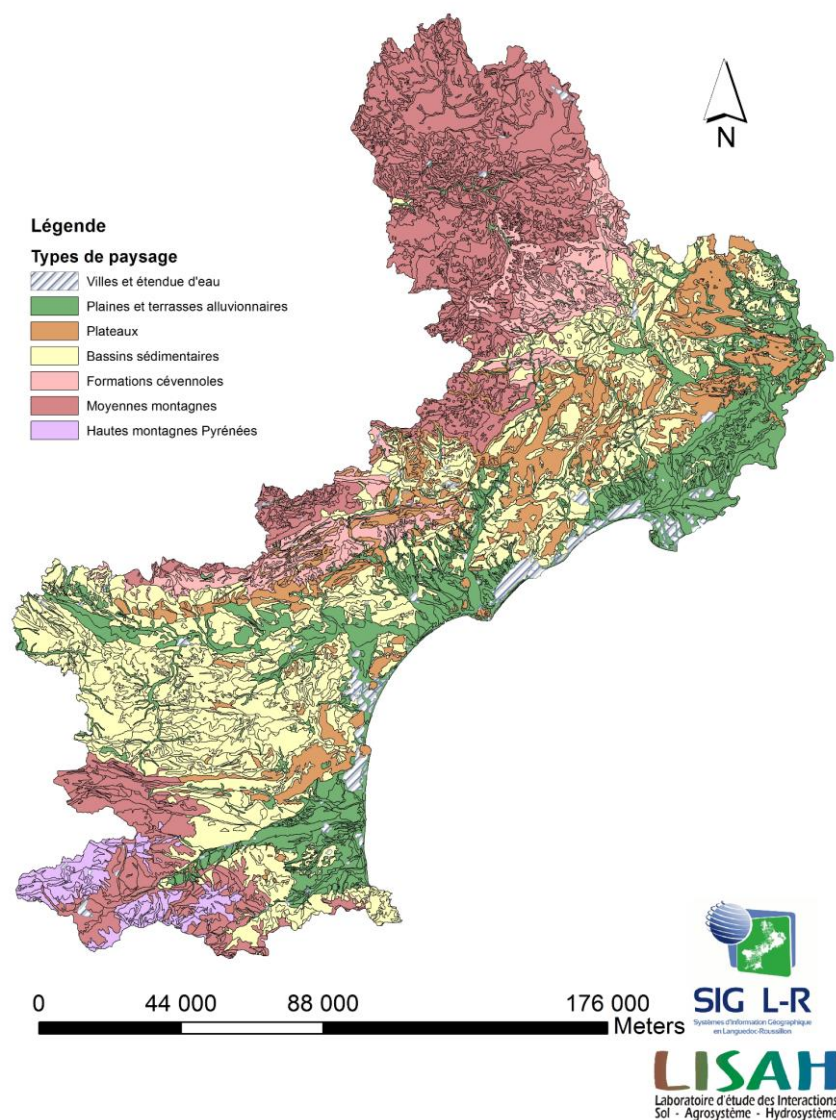 N
Légende
Types de paysage
Villes et étendue d'eau
Plaines et terrasses alluvionnaires
Plateaux
Bassins sédimentaires
Formations cévennoles
Moyennes montagnes
Hautes montagnes Pyrénées
0 44 000 88 000 176 000
Meters
SIG L-R
Systèmes d'Information Géographique
en Languedoc-Roussillon
LISAH
Laboratoire d'étude des Interactions
Sol - Agrosystème - Hydrosystème